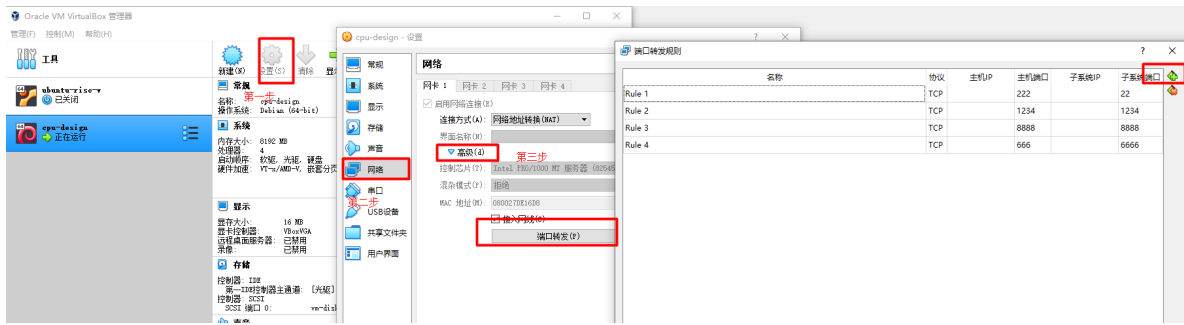 Oracle VM VirtualBox 管理器
管理(F) 控制(M) 帮助(H)
工具
ubuntu-risc-v
已关闭
cpu-design
正在运行
新建(N) 设置(S) 清除
第一步
常规
名称: cpu-design
操作系统: Debian (64-bit)
系统
内存大小: 8192 MB
处理器: 4
启动顺序: 软驱, 光驱, 硬盘
硬件加速: VT-x/AMD-V, 嵌套分页
显示
显存大小: 16 MB
显卡控制器: VBoxVGA
远程桌面服务器: 已禁用
录像: 已禁用
存储
控制器: IDE
第一IDE控制器主通道: [光驱]
控制器: SCSI
SCSI 端口 0:
声音
cpu-design - 设置
? ×
常规
系统
显示
存储
声音
网络
串口
第二步
USB设备
共享文件夹
用户界面
网络
网卡 1 网卡 2 网卡 3 网卡 4
启用网络连接(E)
连接方式(A): 网络地址转换(NAT)
界面名称(N):
高级(d)
第三步
控制芯片(T): Intel PRO/1000 MT 服务器
混杂模式(P): 拒绝
MAC 地址(M): 080027DE16D8
接入网线(C)
端口转发(P)
端口转发规则
? ×
名称 协议 主机IP 主机端口 子系统IP 子系统端口
Rule 1 TCP 222 22
Rule 2 TCP 1234 1234
Rule 3 TCP 8888 8888
Rule 4 TCP 666 6666